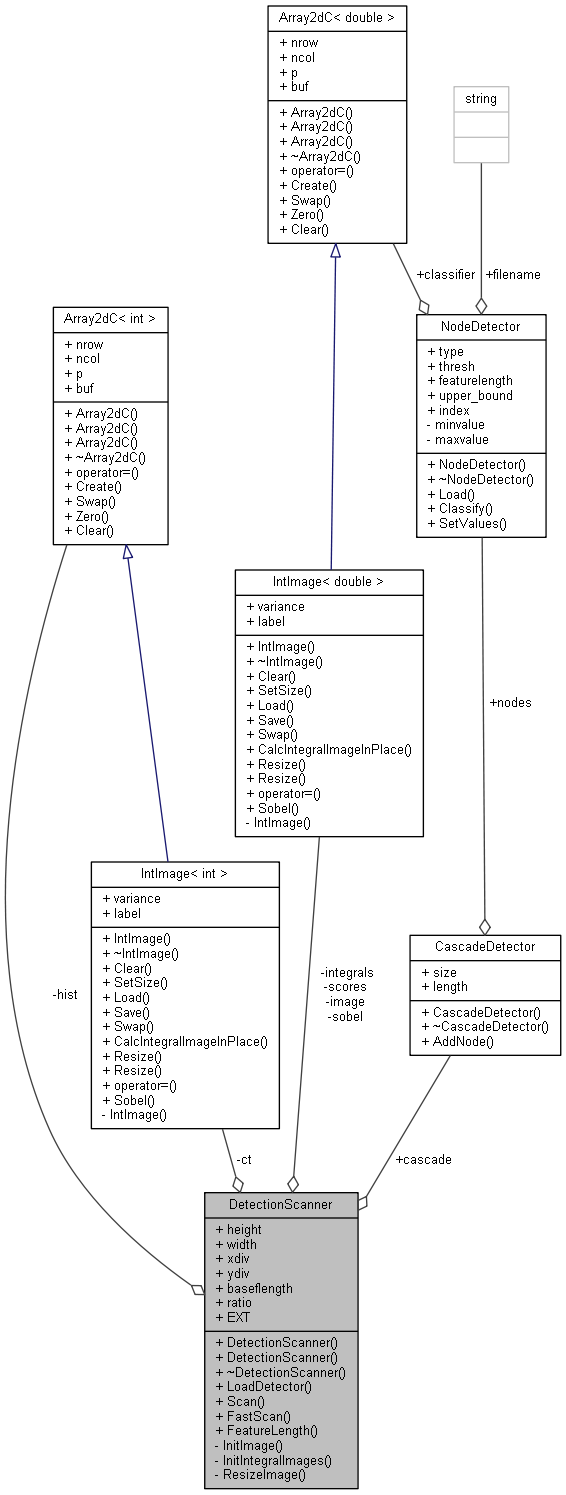 Array2dC< double >
+ nrow
+ ncol
+ p
+ buf
+ Array2dC()
+ Array2dC()
+ Array2dC()
+ ~Array2dC()
+ operator=()
+ Create()
+ Swap()
+ Zero()
+ Clear()
string
+classifier
+filename
Array2dC< int >
+ nrow
+ ncol
+ p
+ buf
+ Array2dC()
+ Array2dC()
+ Array2dC()
+ ~Array2dC()
+ operator=()
+ Create()
+ Swap()
+ Zero()
+ Clear()
NodeDetector
+ type
+ thresh
+ featurelength
+ upper_bound
+ index
- minvalue
- maxvalue
+ NodeDetector()
+ ~NodeDetector()
+ Load()
+ Classify()
+ SetValues()
IntImage< double >
+ variance
+ label
+ IntImage()
+ ~IntImage()
+ Clear()
+ SetSize()
+ Load()
+ Save()
+ Swap()
+ CalcIntegralImageInPlace()
+ Resize()
+ Resize()
+ operator=()
+ Sobel()
- IntImage()
+nodes
IntImage< int >
+ variance
+ label
+ IntImage()
+ ~IntImage()
+ Clear()
+ SetSize()
+ Load()
+ Save()
+ Swap()
+ CalcIntegralImageInPlace()
+ Resize()
+ Resize()
+ operator=()
+ Sobel()
- IntImage()
CascadeDetector
+ size
+ length
+ CascadeDetector()
+ ~CascadeDetector()
+ AddNode()
-hist
-integrals
-scores
-image
-sobel
-ct
+cascade
DetectionScanner
+ height
+ width
+ xdiv
+ ydiv
+ baseflength
+ ratio
+ EXT
+ DetectionScanner()
+ DetectionScanner()
+ ~DetectionScanner()
+ LoadDetector()
+ Scan()
+ FastScan()
+ FeatureLength()
- InitImage()
- InitIntegralImages()
- ResizeImage()